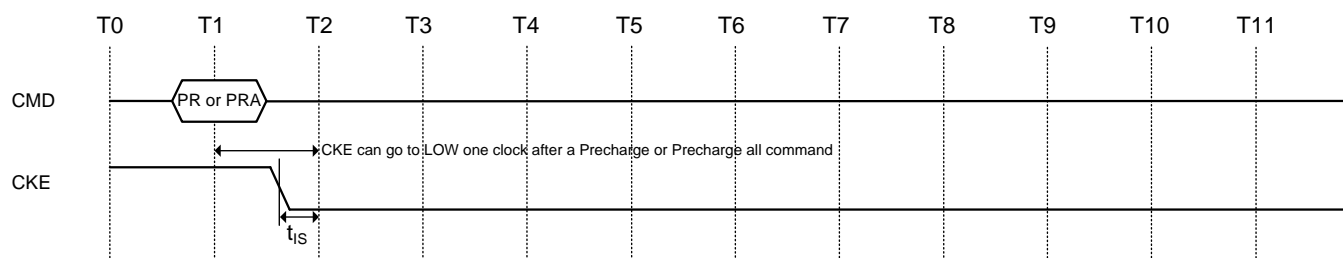 T0 T1 T2 T3 T4 T5 T6 T7 T8 T9 T10 T11
CMD PR or PRA
CKE can go to LOW one clock after a Precharge or Precharge all command
CKE
tIS